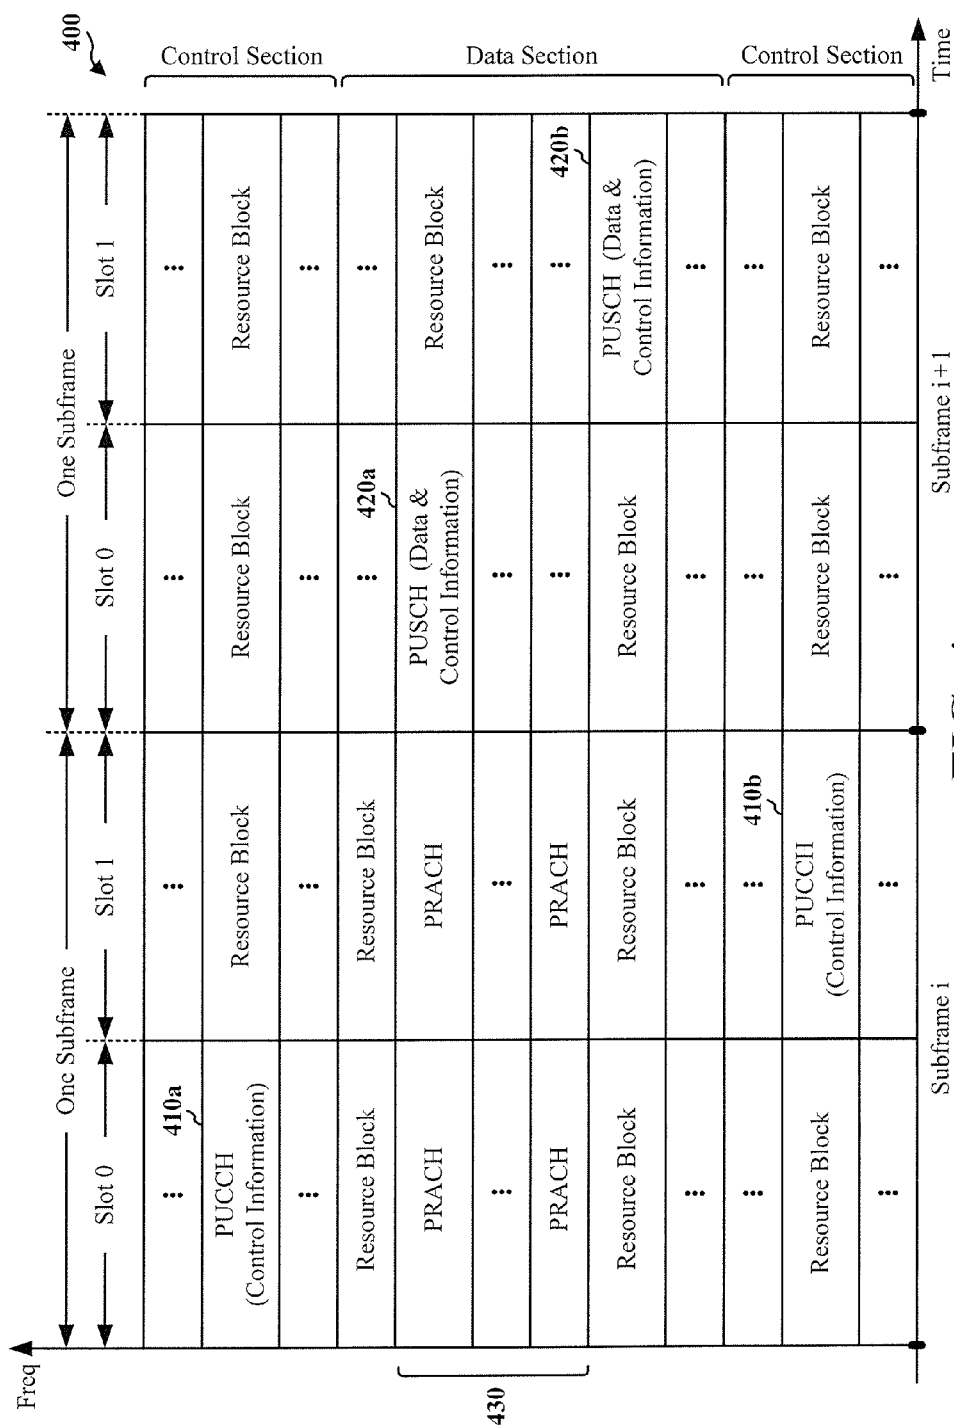 400
One Subframe
One Subframe
Freq
Slot 0
Slot 1
Slot 0
Slot 1
410a
PUCCH
(Control Information)
Resource Block
Resource Block
Resource Block
Control Section
Resource Block
Resource Block
420a
430
PRACH
PRACH
PUSCH (Data &
Control Information)
Resource Block
Data Section
PRACH
PRACH
420b
Resource Block
Resource Block
Resource Block
PUSCH (Data &
Control Information)
410b
Resource Block
PUCCH
(Control Information)
Resource Block
Resource Block
Control Section
Subframe i
Subframe i+1
Time